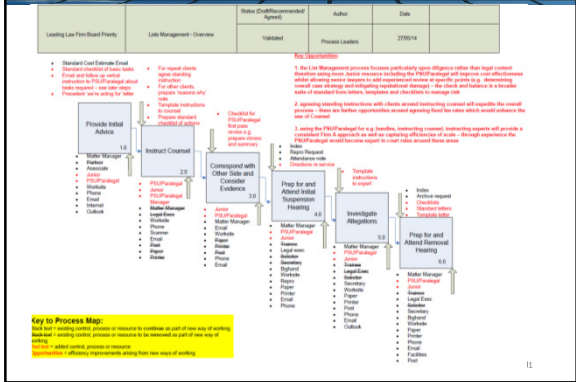 Status (Draft/Recommended/
Agreed)
Author
Date
Leading Law Firm Board Priority
Lists Management - Overview
Validated
Process Leaders
27/05/14
Key Opportunities:
1. the List Management process focuses particularly upon diligence rather than legal content
therefore using more Junior resource including the PNU/Paralegal will improve cost effectiveness
whilst allowing senior lawyers to add experienced review at specific points (e.g. determining
overall case strategy and mitigating reputational damage) – the check and balance is a broader
suite of standard form letters, templates and checklists to manage risk
2. agreeing standard instructions with clients around instructing counsel will expedite the overall
process – there are further opportunities around agreeing fixed fee rates which would enhance the
use of Counsel
3. using the PNU/Paralegal for e.g. bundles, instructing counsel, instructing experts will provide a
consistent Firm A approach as well as capturing efficiencies of scale – through experience the
PNU/Paralegal would become expert in court rules around these areas
• Standard Cost Estimate Email
• Standard checklist of basic tasks
• Email and follow up verbal
instruction to PSU/Paralegal about
tasks required – see later steps
• Precedent 'we're acting for' letter
• For repeat clients
agree standing
instruction
• For other clients,
prepare 'reasons why'
note
• Template instructions
to counsel
• Prepare standard
checklist of actions
• Checklist for
PSU/Paralegal
first pass
review e.g.
prepare chrono
and summary
• Index
• Repro Request
• Attendance note
• Directions re service
• Template
instructions
to expert
• Index
• Archive request
• Checklists
• Standard letters
• Template letter
Provide Initial
Advice
1.0
Instruct Counsel
2.0
Correspond with
Other Side and
Consider
Evidence
3.0
Prep for and
Attend Initial
Suspension
Hearing
4.0
Investigate
Allegations
5.0
Prep for and
Attend Removal
Hearing
6.0
• Matter Manager
• Partner
• Associate
• Junior
• PSU/Paralegal
• Worksite
• Phone
• Email
• Internet
• Outlook
• PSU/Paralegal
• Junior
• PSU/Paralegal
Manager
• Matter Manager
• Legal Exec
• Worksite
• Phone
• Scanner
• Email
• Post
• Paper
• Printer
• Junior
• PSU/Paralegal
• Matter Manager
• Email
• Worksite
• Paper
• Printer
• Post
• Phone
• Email
• Matter Manager
• PSU/Paralegal
• Junior
• Trainee
• Legal exec
• Solicitor
• Secretary
• Bighand
• Worksite
• Repro
• Paper
• Printer
• Email
• Phone
• Matter Manager
• PSU/Paralegal
• Junior
• Trainee
• Legal Exec
• Solicitor
• Secretary
• Worksite
• Paper
• Printer
• Post
• Phone
• Email
• Outlook
• Matter Manager
• PSU/Paralegal
• Junior
• Trainee
• Legal Exec
• Solicitor
• Secretary
• Bighand
• Worksite
• Paper
• Printer
• Phone
• Email
• Facilities
• Post
Key to Process Map:
Black text = existing control, process or resource to continue as part of new way of working
Black text = existing control, process or resource to be removed as part of new way of
working
Red text = added control, process or resource
Opportunities = efficiency improvements arising from new ways of working